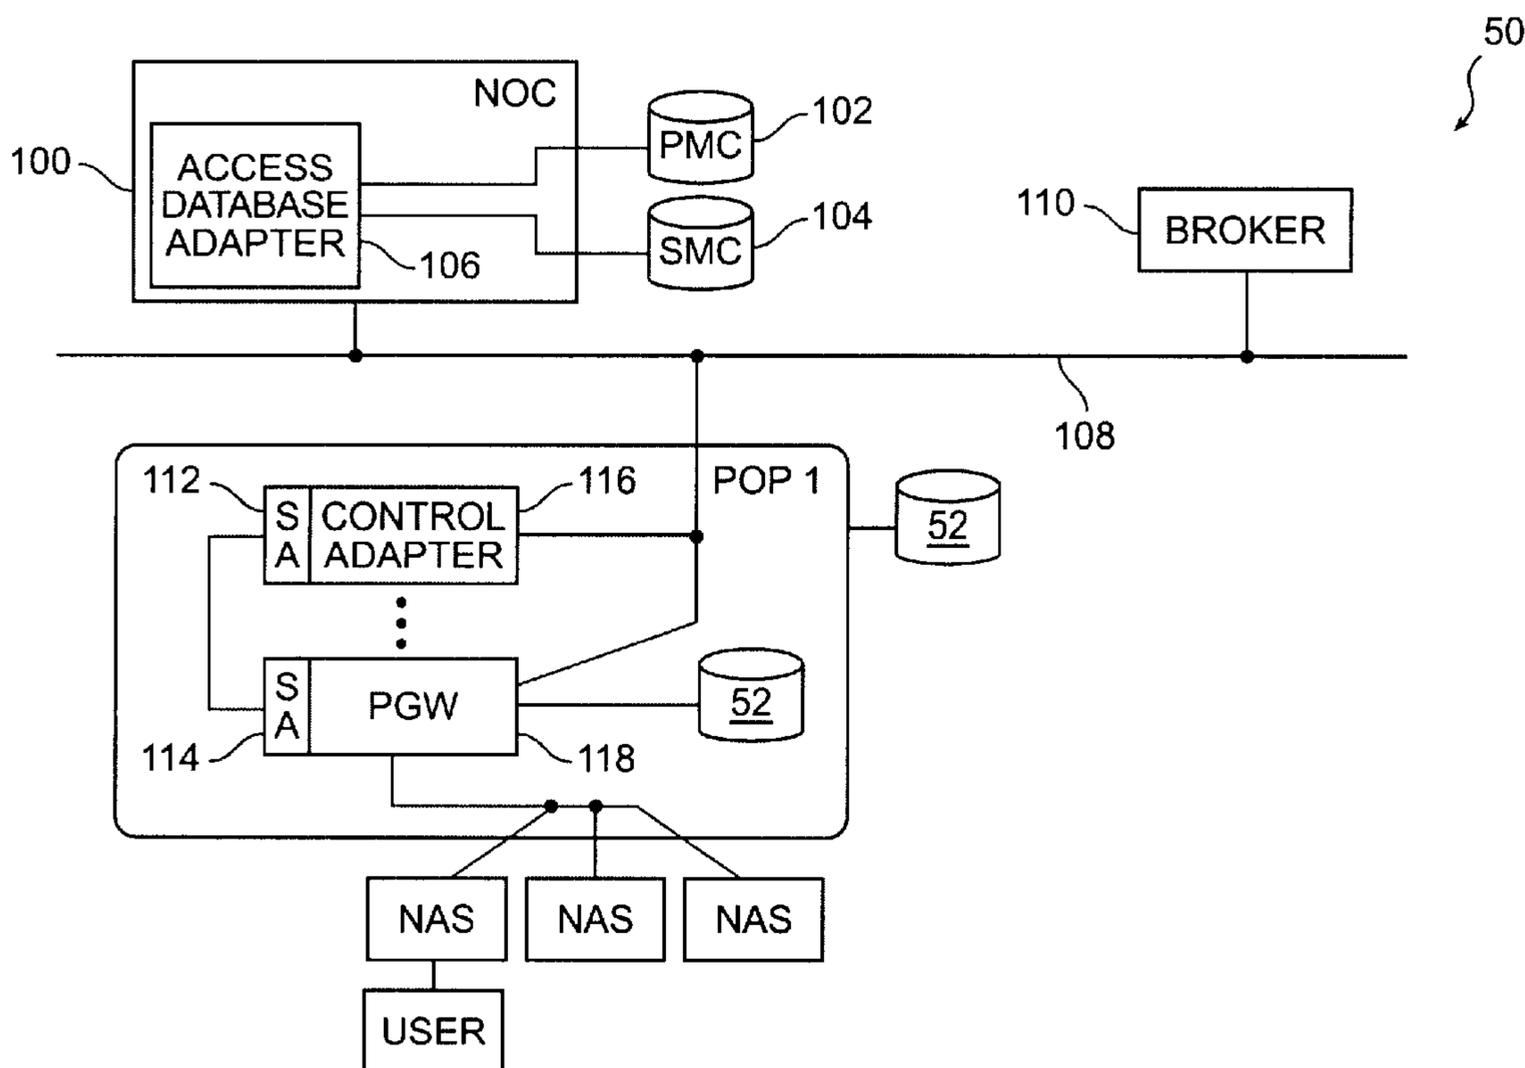 50
NOC
100
ACCESS
DATABASE
ADAPTER
106
PMC
102
SMC
104
110
BROKER
108
POP 1
112
S
A
CONTROL
ADAPTER
116
52
S
A
PGW
114
118
52
NAS
NAS
NAS
USER